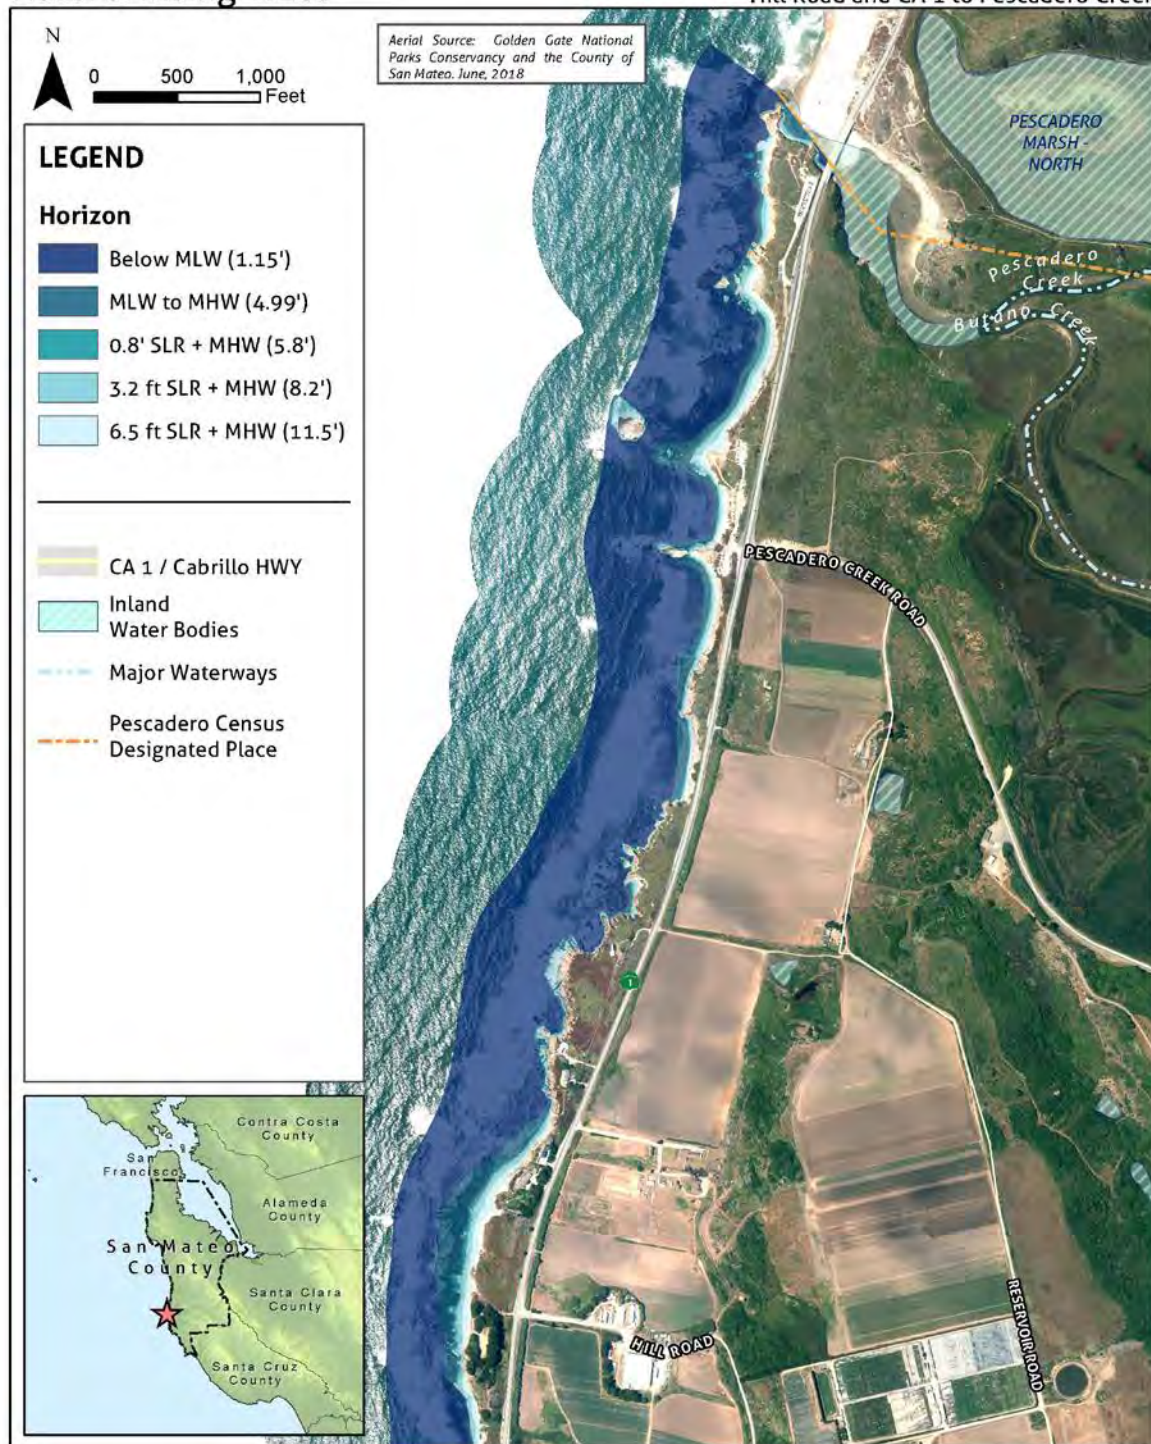 Hill Road and CA 1 to Pescadero Creek
N
0 500 1,000
Feet
Aerial Source: Golden Gate National
Parks Conservancy and the County of
San Mateo. June, 2018
LEGEND
Horizon
Below MLW (1.15')
MLW to MHW (4.99')
0.8' SLR + MHW (5.8')
3.2 ft SLR + MHW (8.2')
6.5 ft SLR + MHW (11.5')
CA 1 / Cabrillo HWY
Inland
Water Bodies
Major Waterways
Pescadero Census
Designated Place
PESCADERO
MARSH -
NORTH
Pescadero
Creek
Butano Creek
PESCADERO CREEK ROAD
1
HILL ROAD
RESERVOIR ROAD
Contra Costa
County
San
Francisco
Alameda
County
San Mateo
County
Santa Clara
County
Santa Cruz
County